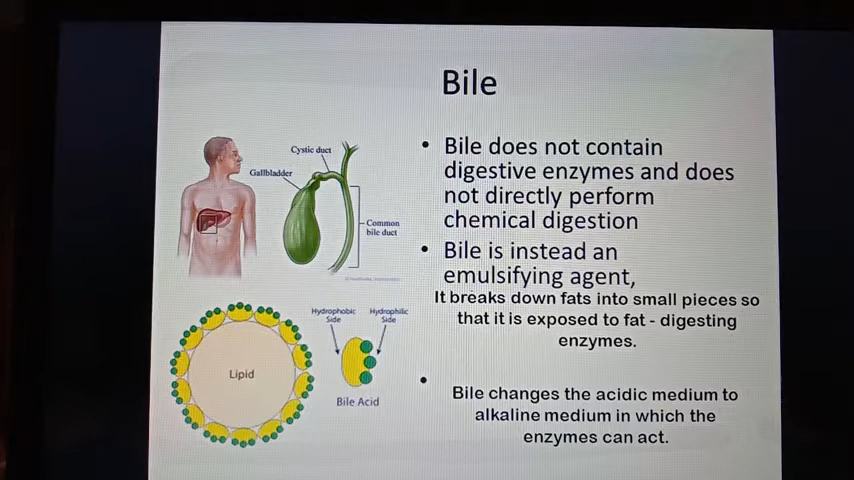 Bile
Cystic duct
Gallbladder
Common
bile duct
• Bile does not contain
digestive enzymes and does
not directly perform
chemical digestion
• Bile is instead an
emulsifying agent,
It breaks down fats into small pieces so
that it is exposed to fat - digesting
enzymes.
Hydrophobic
Side
Hydrophilic
Side
Lipid
Bile Acid
• Bile changes the acidic medium to
alkaline medium in which the
enzymes can act.